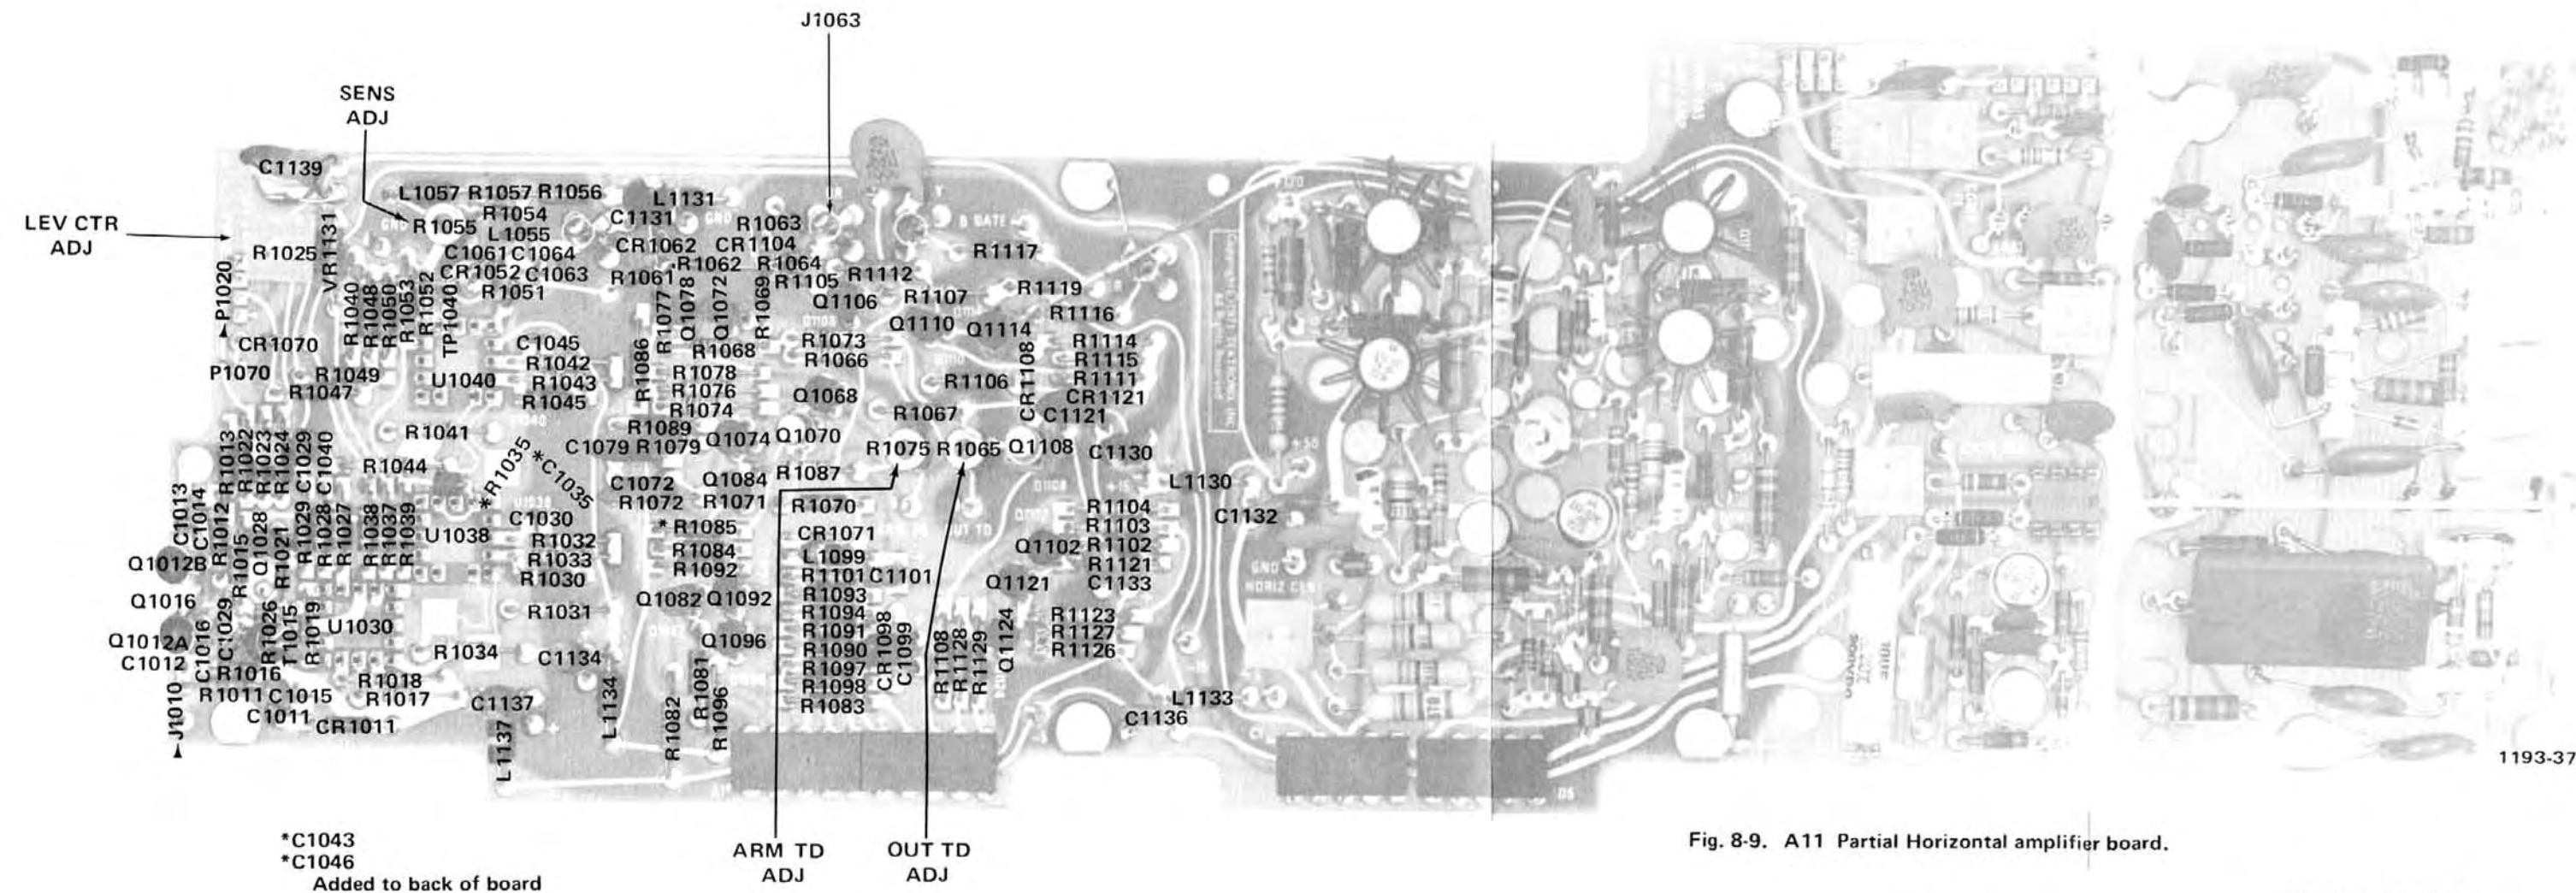 J1063
SENS
ADJ
C1139
LEV CTR
ADJ
L1057 R1057 R1056
R1054
R1055
L1055
C1061 C1064
CR1052 C1063
R1051
R1025
VR1131
P1020
R1040
R1048
R1050
R1053
R1052
TP1040
L1131
C1131
GND
R1063
CR1062 CR1104
R1062 R1064
R1061
R1105
R1112
R1077
Q1078
Q1072
R1069
Q1106
R1107
B GATE
R1117
R1119
R1116
Q1110
Q1114
CR1070
P1070
R1049
R1047
U1040
C1045
R1042
R1043
R1045
R1086
R1068
R1078
R1076
R1074
R1073
R1066
Q1068
R1106
CR1108
R1114
R1115
R1111
CR1121
C1121
R1067
R1041
R1089
C1079 R1079
Q1074
Q1070
R1075 R1065 Q1108
C1130
+50
R1013
R1022
R1023
R1024
C1029
C1040
R1044
*R1035
*C1035
R1087
Q1084
C1072
R1072
R1071
R1070
+15
L1130
C1132
C1013
C1014
R1012
R1015
Q1028
R1021
R1029
R1028
R1027
R1038
R1037
R1039
U1038
C1030
R1032
R1033
R1030
*R1085
R1084
R1092
CR1071
L1099
R1101 C1101
R1093
R1094
R1091
R1090
R1097
R1098
R1083
OUT TD
Q1102
Q1121
R1104
R1103
R1102
R1121
C1133
GND
HORIZ CEN
Q1012B
Q1016
Q1012A
C1012
C1016
C1029
R1026
T1015
R1019
U1030
R1031
Q1082 Q1092
Q1096
CR1098
C1099
R1108
R1128
R1129
Q1124
R1123
R1127
R1126
R1034
C1134
R1016
R1018
R1011 C1015
R1017
C1011
CR1011
J1010
C1137
L1137
L1134
R1082
R1081
R1096
C1136
L1133
1193-37
*C1043
*C1046
Added to back of board
ARM TD
ADJ
OUT TD
ADJ
Fig. 8-9. A11 Partial Horizontal amplifier board.